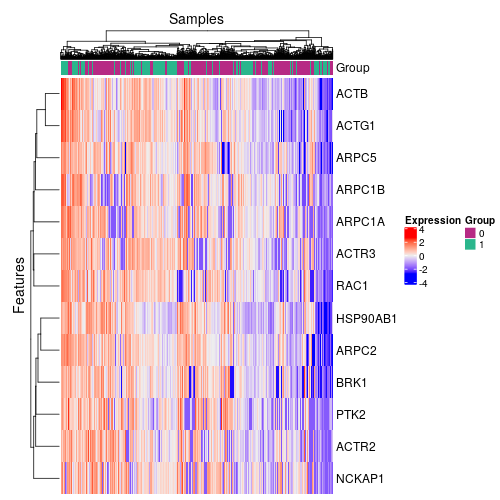 Samples
Group
ACTB
ACTG1
ARPC5
ARPC1B
ARPC1A
ACTR3
RAC1
HSP90AB1
ARPC2
BRK1
PTK2
ACTR2
NCKAP1
Features
Expression
4
2
0
-2
-4
Group
0
1